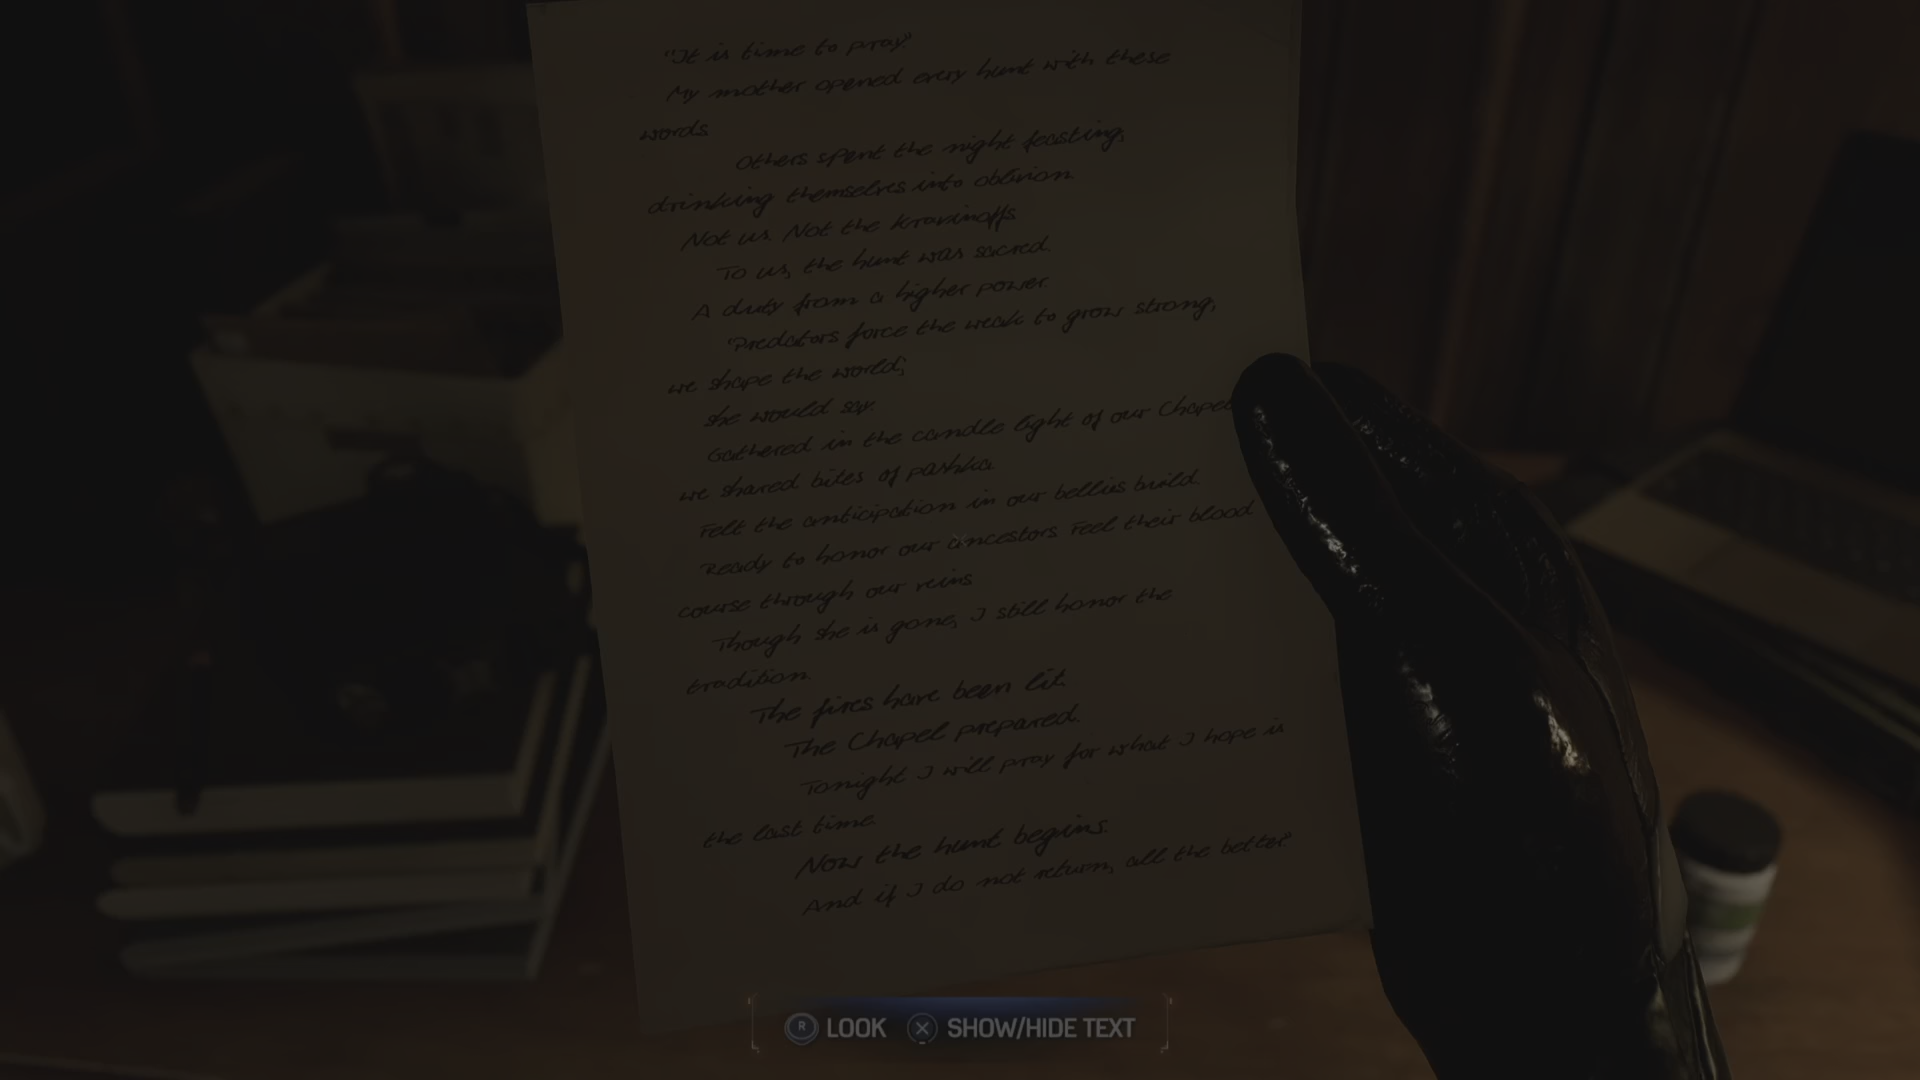 "It is time to pray."
My mother opened every hunt with these
words.
Others spent the night feasting,
drinking themselves into oblivion.
Not us. Not the Kravinoffs.
To us, the hunt was sacred.
A duty from a higher power.
"Predators force the weak to grow strong,
we shape the world,"
she would say.
Gathered in the candle light of our Chapel
we shared bites of pashka.
Felt the anticipation in our bellies build.
Ready to honor our ancestors. Feel their blood
course through our veins.
Though she is gone, I still honor the
tradition.
The fires have been lit.
The Chapel prepared.
Tonight I will pray for what I hope is
the last time.
Now the hunt begins.
And if I do not return, all the better."
R LOOK SHOW/HIDE TEXT